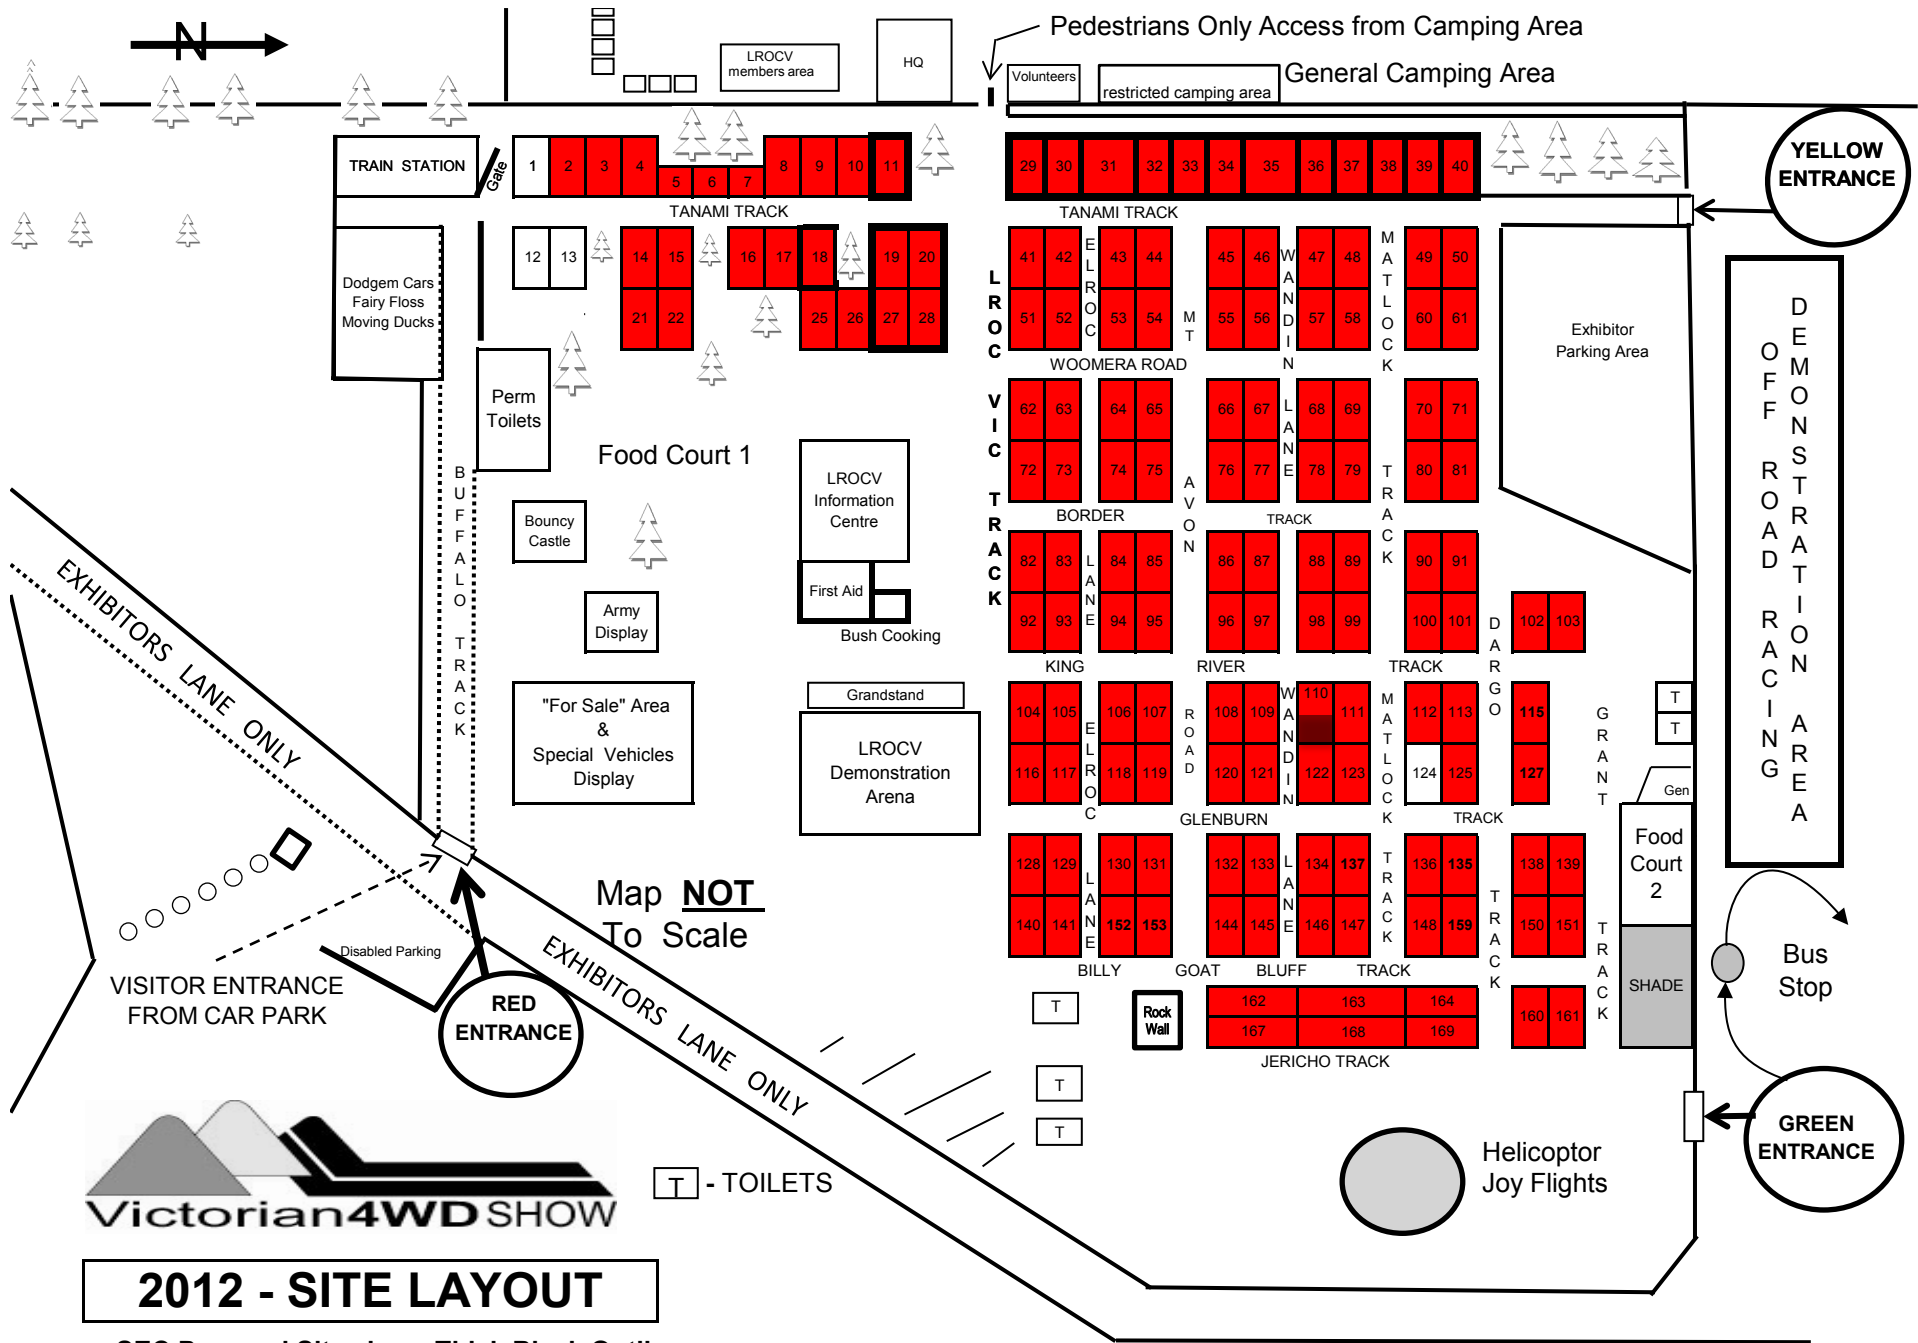 N
Pedestrians Only Access from Camping Area
LROCV
members area
HQ
Volunteers
restricted camping area
General Camping Area
YELLOW
ENTRANCE
TRAIN STATION
Gate
1 2 3 4 5 6 7 8 9 10 11
29 30 31 32 33 34 35 36 37 38 39 40
TANAMI TRACK
TANAMI TRACK
12 13 14 15 16 17 18 19 20
41 42 43 44 45 46 47 48 49 50
21 22 25 26 27 28
51 52 53 54 55 56 57 58 60 61
Dodgem Cars
Fairy Floss
Moving Ducks
Exhibitor
Parking Area
WOOMERA ROAD
Perm
Toilets
Food Court 1
62 63 64 65 66 67 68 69 70 71
72 73 74 75 76 77 78 79 80 81
LROCV
Information
Centre
BORDER TRACK
Bouncy
Castle
82 83 84 85 86 87 88 89 90 91
First Aid
Bush Cooking
Army
Display
92 93 94 95 96 97 98 99 100 101 102 103
KING RIVER TRACK
Grandstand
"For Sale" Area
&
Special Vehicles
Display
LROCV
Demonstration
Arena
104 105 106 107 108 109 110 111 112 113 115
116 117 118 119 120 121 122 123 124 125 127
T
T
Gen
GLENBURN TRACK
128 129 130 131 132 133 134 137 136 135 138 139
140 141 152 153 144 145 146 147 148 159 150 151
Food
Court
2
SHADE
BILLY GOAT BLUFF TRACK
162 163 164
167 168 169
160 161
Rock
Wall
JERICHO TRACK
LROC VIC TRACK
ELROC LANE
ELROC LANE
MT AVON ROAD
WANDIN LANE
WANDIN LANE
MATLOCK TRACK
MATLOCK TRACK
DARGO TRACK
GRANT TRACK
BUFFALO TRACK
OFF ROAD RACING
DEMONSTRATION AREA
Bus
Stop
GREEN
ENTRANCE
Helicoptor
Joy Flights
T
T
T
EXHIBITORS LANE ONLY
EXHIBITORS LANE ONLY
Map NOT
To Scale
Disabled Parking
VISITOR ENTRANCE
FROM CAR PARK
RED
ENTRANCE
T - TOILETS
Victorian4WDSHOW
2012 - SITE LAYOUT